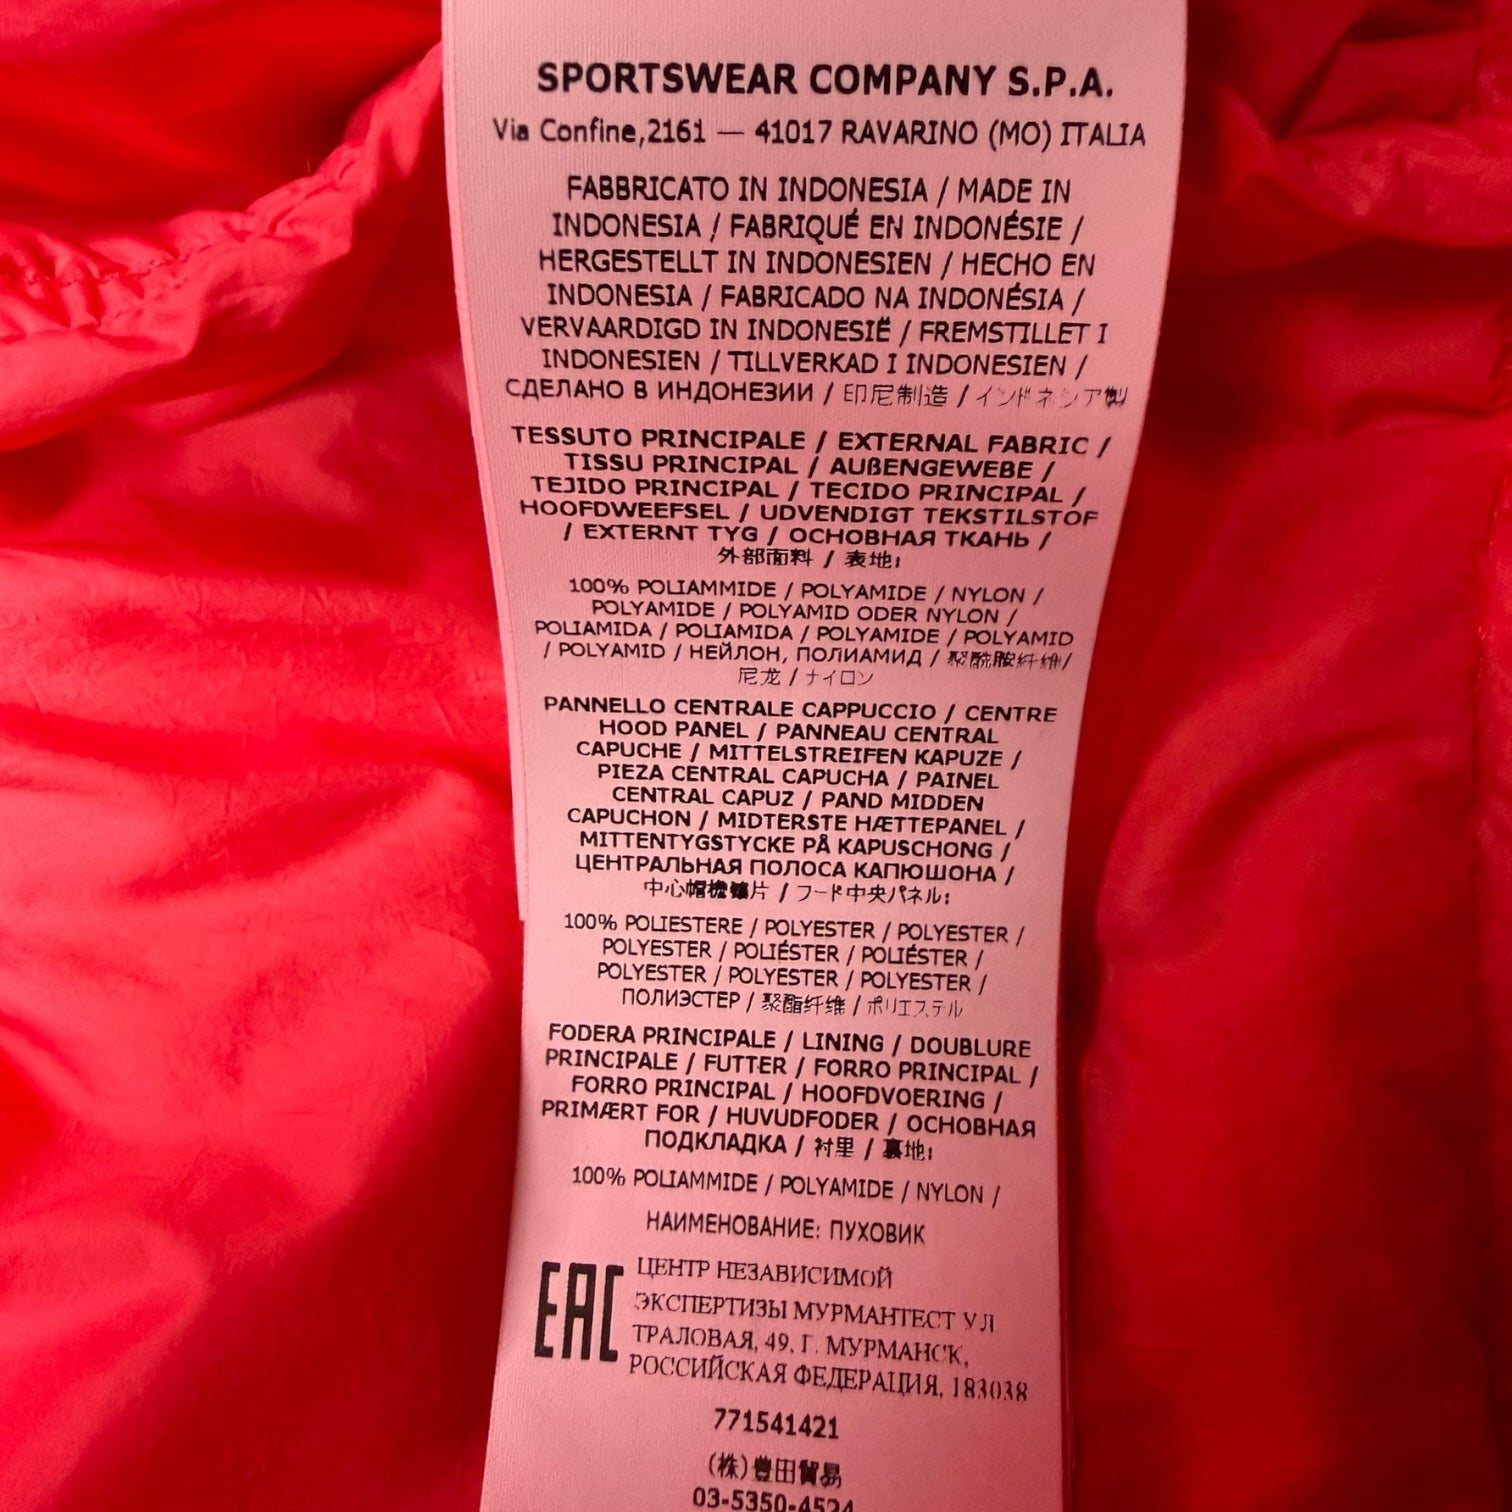 SPORTSWEAR COMPANY S.P.A.
Via Confine,2161 — 41017 RAVARINO (MO) ITALIA
FABBRICATO IN INDONESIA / MADE IN
INDONESIA / FABRIQUÉ EN INDONÉSIE /
HERGESTELLT IN INDONESIEN / HECHO EN
INDONESIA / FABRICADO NA INDONÉSIA /
VERVAARDIGD IN INDONESIË / FREMSTILLET I
INDONESIEN / TILLVERKAD I INDONESIEN /
СДЕЛАНО В ИНДОНЕЗИИ / 印尼制造 / インドネシア製
TESSUTO PRINCIPALE / EXTERNAL FABRIC /
TISSU PRINCIPAL / AUßENGEWEBE /
TEJIDO PRINCIPAL / TECIDO PRINCIPAL /
HOOFDWEEFSEL / UDVENDIGT TEKSTILSTOF
/ EXTERNT TYG / ОСНОВНАЯ ТКАНЬ /
外部面料 / 表地:
100% POLIAMMIDE / POLYAMIDE / NYLON /
POLYAMIDE / POLYAMID ODER NYLON /
POLIAMIDA / POLIAMIDA / POLYAMIDE / POLYAMID
/ POLYAMID / НЕЙЛОН, ПОЛИАМИД / 聚酰胺纤维/
尼龙 / ナイロン
PANNELLO CENTRALE CAPPUCCIO / CENTRE
HOOD PANEL / PANNEAU CENTRAL
CAPUCHE / MITTELSTREIFEN KAPUZE /
PIEZA CENTRAL CAPUCHA / PAINEL
CENTRAL CAPUZ / PAND MIDDEN
CAPUCHON / MIDTERSTE HÆTTEPANEL /
MITTENTYGSTYCKE PÅ KAPUSCHONG /
ЦЕНТРАЛЬНАЯ ПОЛОСА КАПЮШОНА /
/ フード中央パネル:
100% POLIESTERE / POLYESTER / POLYESTER /
POLYESTER / POLIÉSTER / POLIÉSTER /
POLYESTER / POLYESTER / POLYESTER /
ПОЛИЭСТЕР / 聚酯纤维 / ポリエステル
FODERA PRINCIPALE / LINING / DOUBLURE
PRINCIPALE / FUTTER / FORRO PRINCIPAL /
FORRO PRINCIPAL / HOOFDVOERING /
PRIMÆRT FOR / HUVUDFODER / ОСНОВНАЯ
ПОДКЛАДКА / 衬里 / 裏地:
100% POLIAMMIDE / POLYAMIDE / NYLON /
НАИМЕНОВАНИЕ: ПУХОВИК
EAC
ЦЕНТР НЕЗАВИСИМОЙ
ЭКСПЕРТИЗЫ МУРМАНТЕСТ УЛ
ТРАЛОВАЯ, 49, Г. МУРМАНСК,
РОССИЙСКАЯ ФЕДЕРАЦИЯ, 183038
771541421
(株)豊田貿易
03-5350-4524